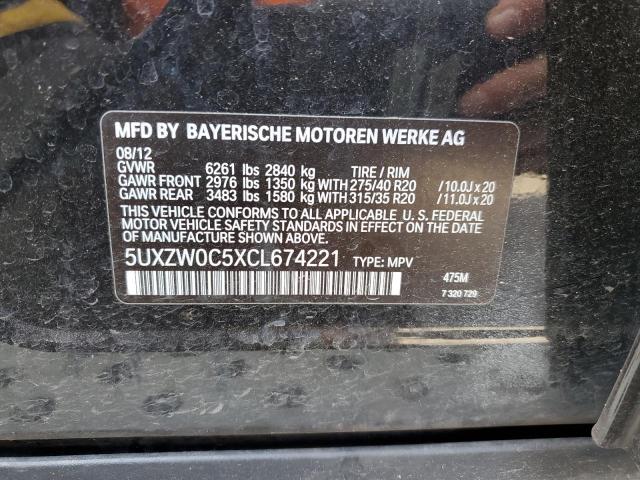 MFD BY BAYERISCHE MOTOREN WERKE AG
08/12
GVWR 6261 lbs 2840 kg TIRE / RIM
GAWR FRONT 2976 lbs 1350 kg WITH 275/40 R20 /10.0J x 20
GAWR REAR 3483 lbs 1580 kg WITH 315/35 R20 /11.0J x 20
THIS VEHICLE CONFORMS TO ALL APPLICABLE U. S. FEDERAL
MOTOR VEHICLE SAFETY STANDARDS IN EFFECT ON THE DATE
OF MANUFACTURE SHOWN ABOVE.
5UXZW0C5XCL674221 TYPE: MPV
475M
7 320 729